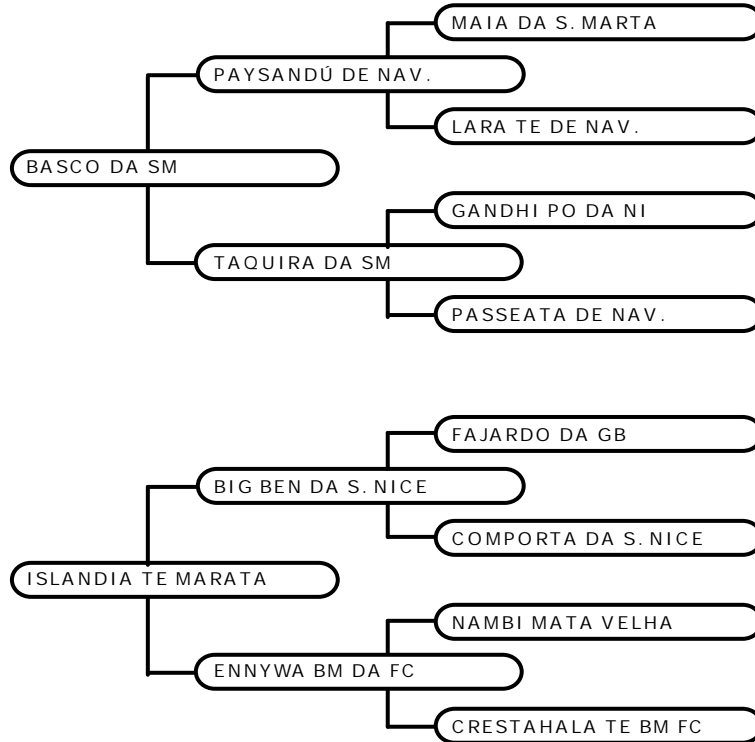 MAIA DA S. MARTA
PAYSANDÚ DE NAV.
LARA TE DE NAV.
BASCO DA SM
GANDHI PO DA NI
TAQUIRA DA SM
PASSEATA DE NAV.
FAJARDO DA GB
BIG BEN DA S. NICE
COMPORTA DA S. NICE
ISLANDIA TE MARATA
NAMBI MATA VELHA
ENNYWA BM DA FC
CRESTAHALA TE BM FC